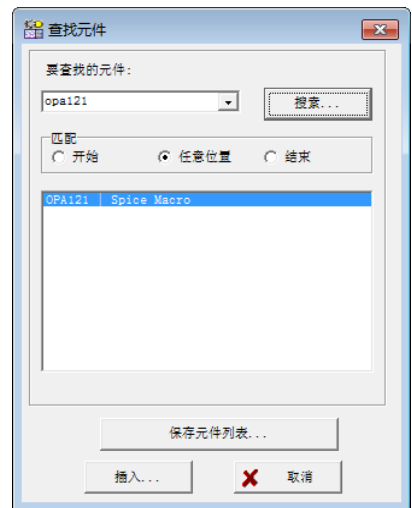 查找元件
要查找的元件:
opa121
搜索...
匹配
开始 任意位置 结束
OPA121 | Spice Macro
保存元件列表...
插入... 取消